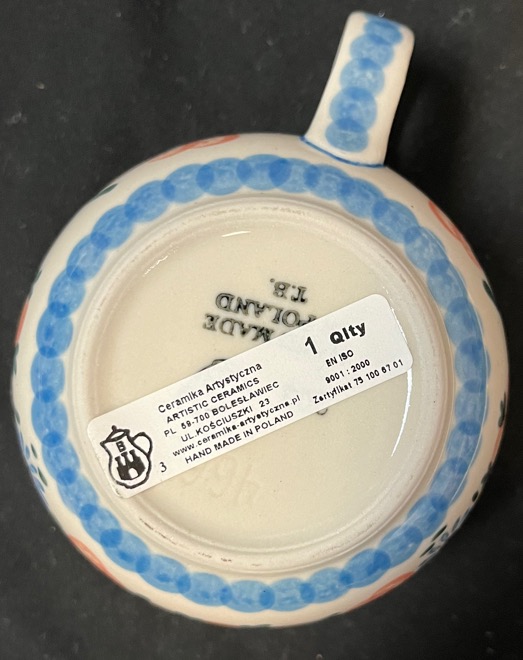 Ceramika Artystyczna
ARTISTIC CERAMICS
PL 59-700 BOLESŁAWIEC
UL.KOŚCIUSZKI 23
www.ceramika-artystyczna.pl
HAND MADE IN POLAND
3
1 Qlty
EN ISO
9001 : 2000
Zertyfikat 75 100 67 01
MADE
POLAND
T.B.